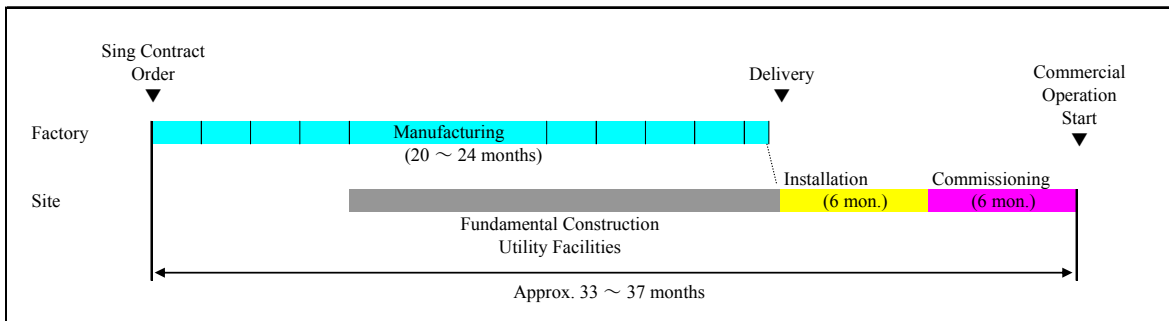 Sing Contract
Order
Delivery
Commercial
Operation
Start
Factory
Manufacturing
(20 ～ 24 months)
Installation
Commissioning
Site
(6 mon.)
(6 mon.)
Fundamental Construction
Utility Facilities
Approx. 33 ～ 37 months